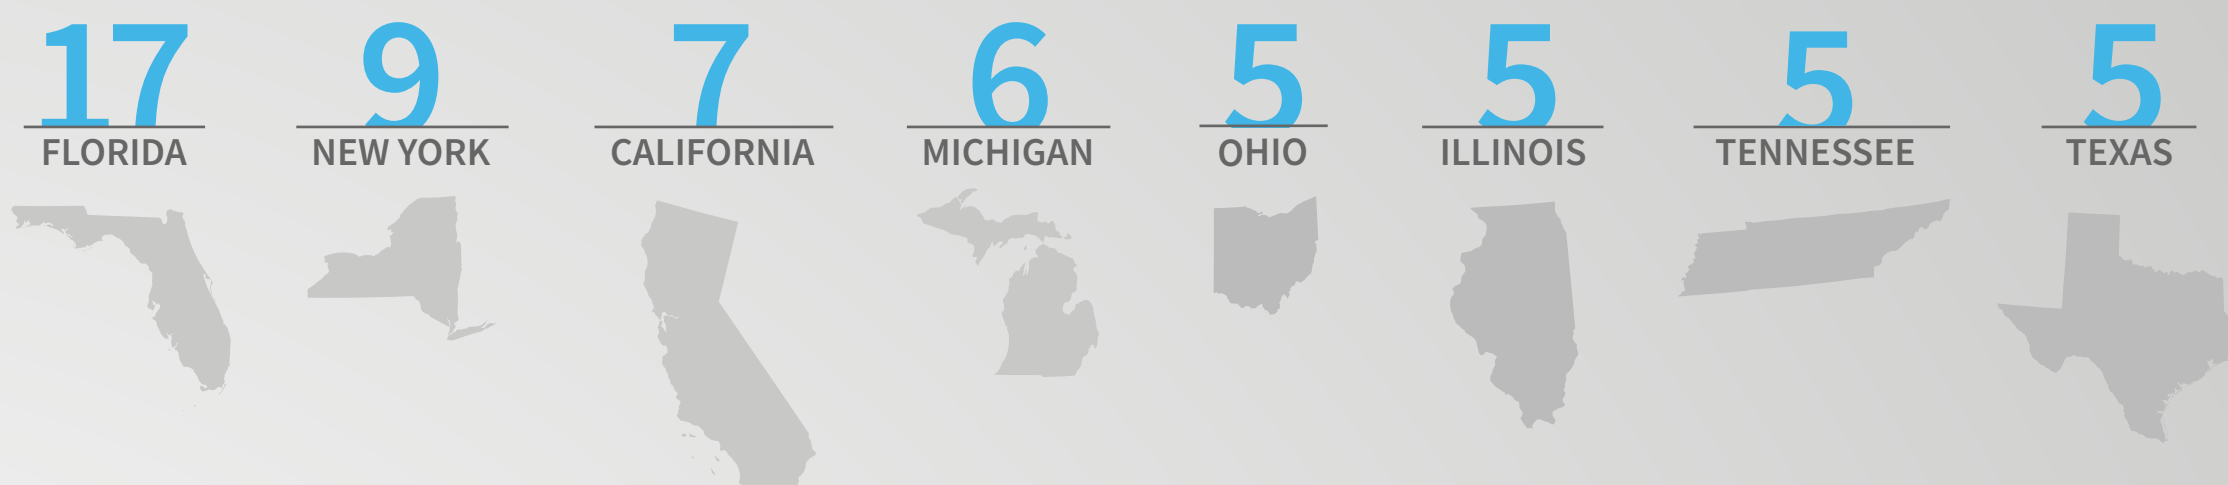 17 9 7 6 5 5 5 5
FLORIDA NEW YORK CALIFORNIA MICHIGAN OHIO ILLINOIS TENNESSEE TEXAS